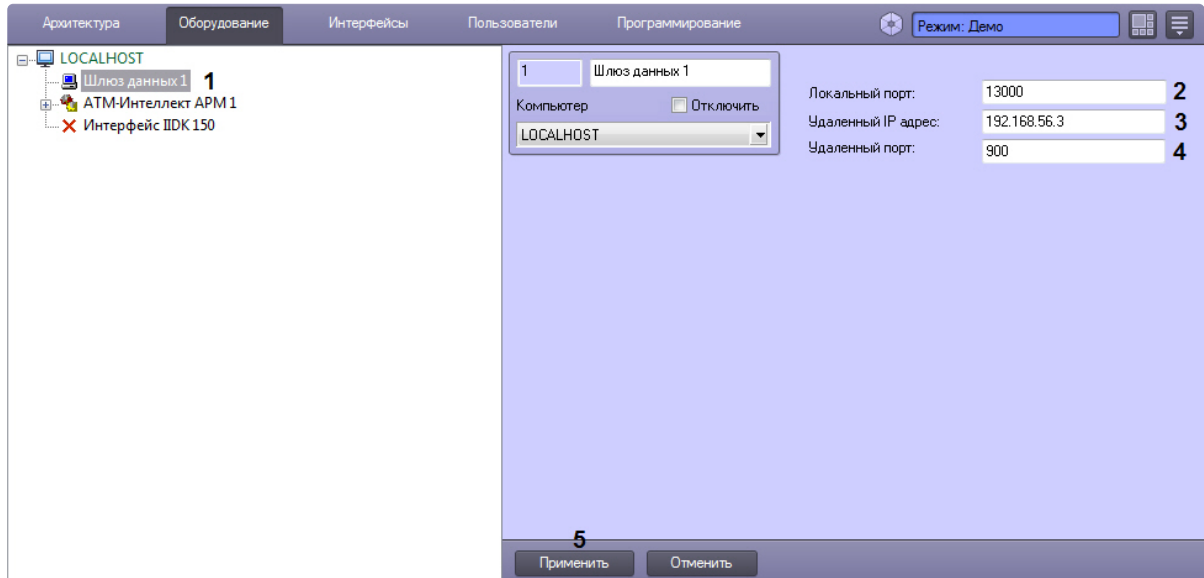 Архитектура Оборудование Интерфейсы Пользователи Программирование Режим: Демо
LOCALHOST
Шлюз данных 1 1
АТМ-Интеллект АРМ 1
Интерфейс IIDK 150
1 Шлюз данных 1
Компьютер Отключить
LOCALHOST
Локальный порт: 13000 2
Удаленный IP адрес: 192.168.56.3 3
Удаленный порт: 900 4
5
Применить Отменить